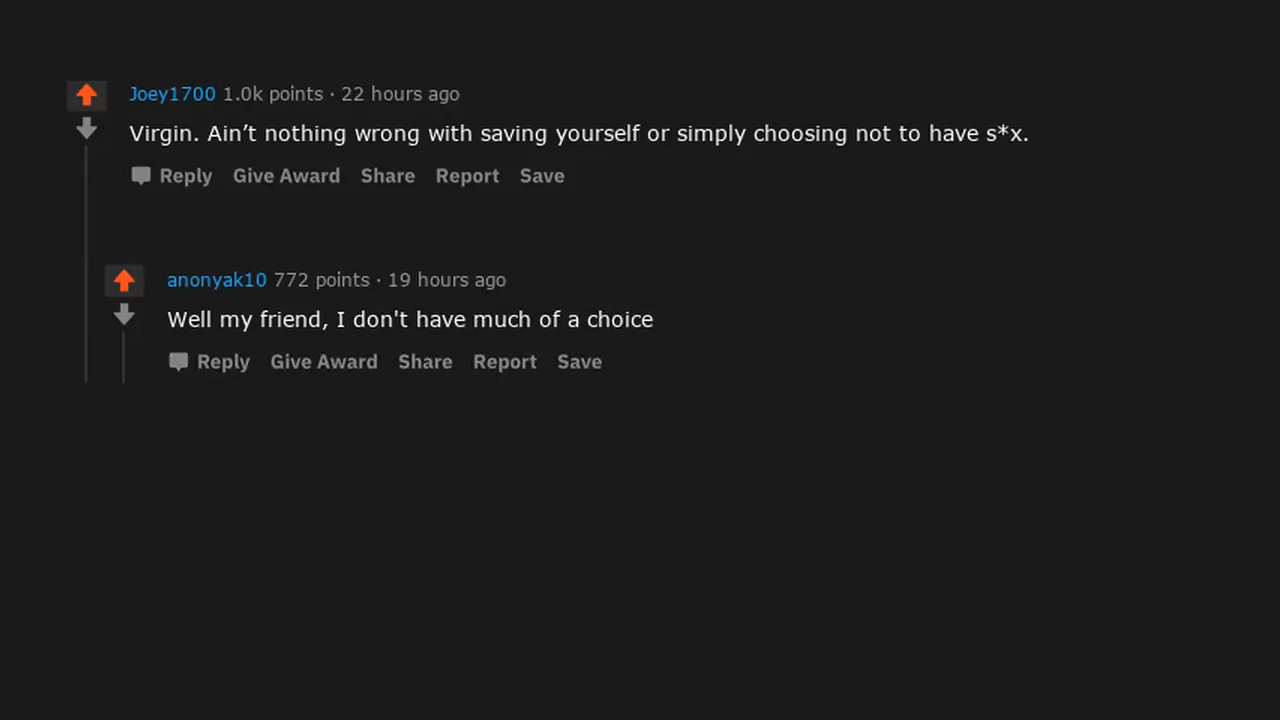 Joey1700 1.0k points · 22 hours ago
Virgin. Ain’t nothing wrong with saving yourself or simply choosing not to have s*x.
Reply Give Award Share Report Save
anonyak10 772 points · 19 hours ago
Well my friend, I don't have much of a choice
Reply Give Award Share Report Save